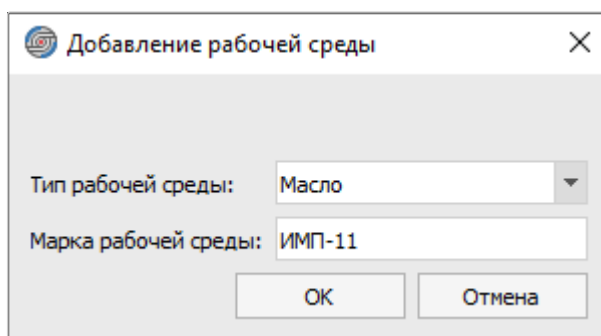 Добавление рабочей среды
Тип рабочей среды: Масло
Марка рабочей среды: ИМП-11
ОК Отмена